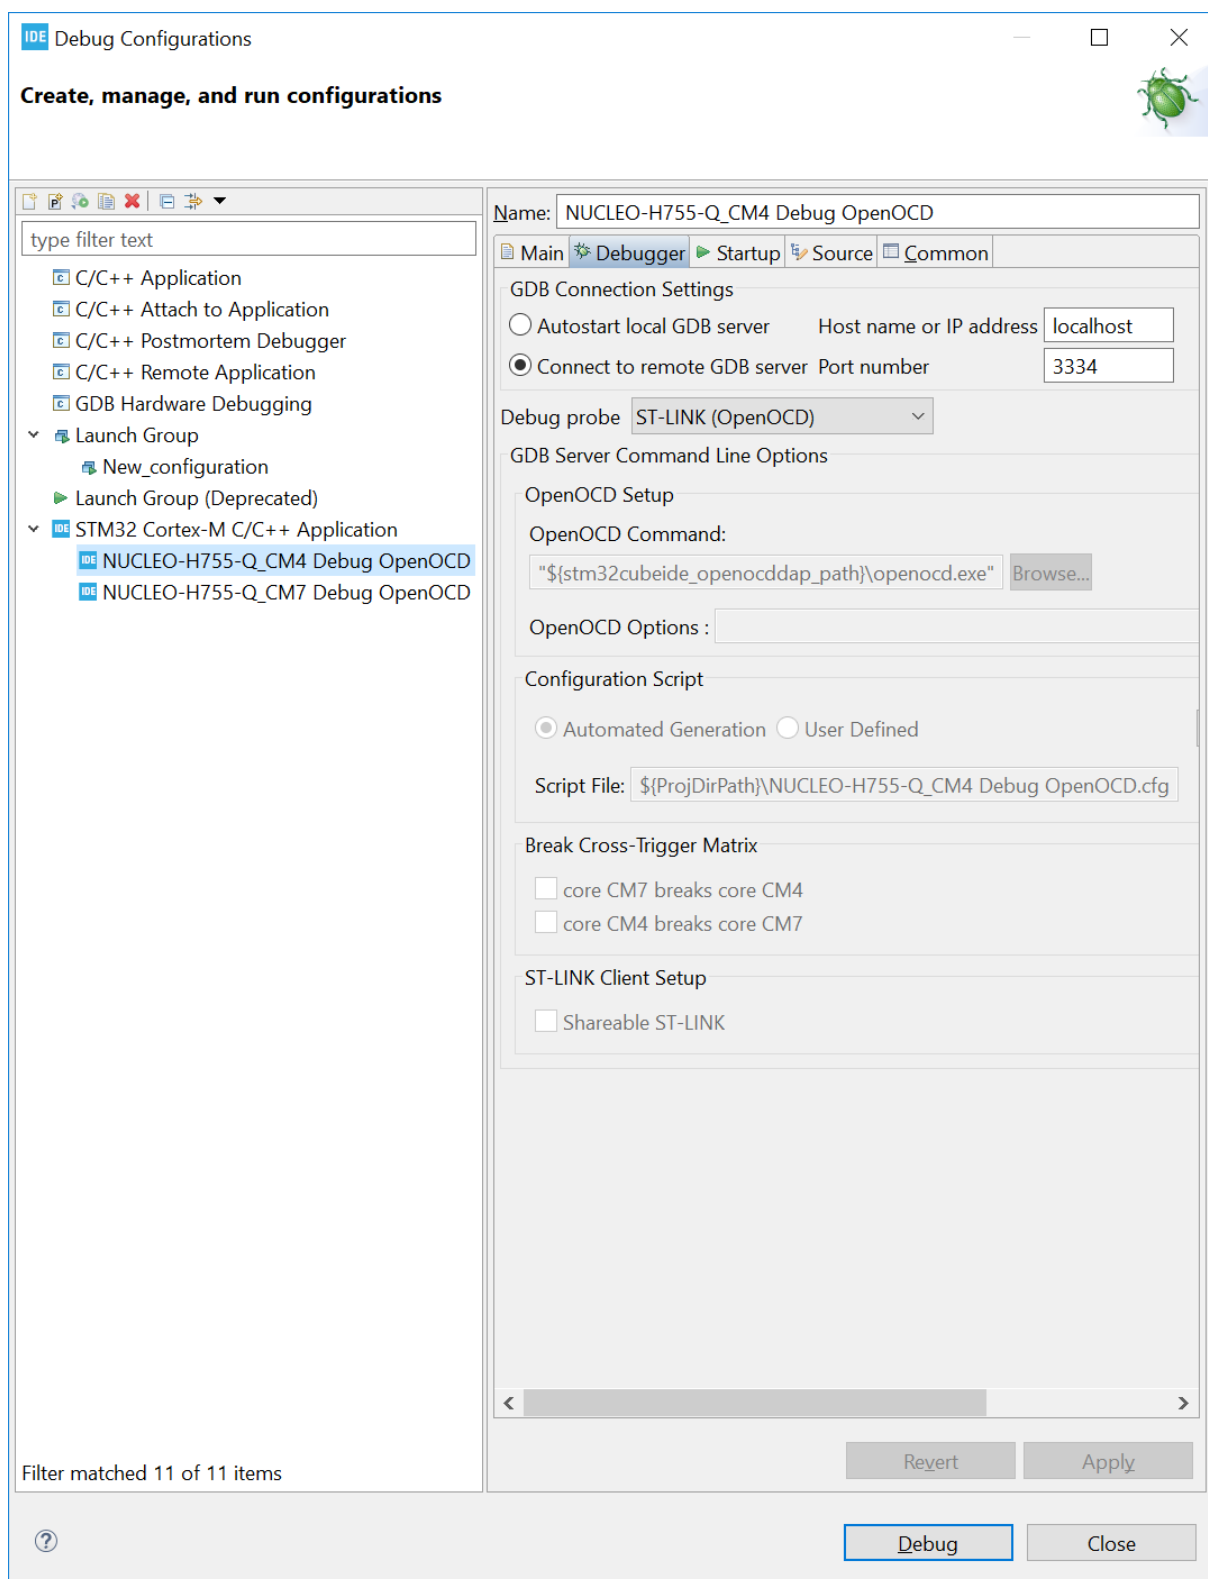 IDE Debug Configurations
Create, manage, and run configurations
type filter text
C/C++ Application
C/C++ Attach to Application
C/C++ Postmortem Debugger
C/C++ Remote Application
GDB Hardware Debugging
Launch Group
New_configuration
Launch Group (Deprecated)
IDE STM32 Cortex-M C/C++ Application
IDE NUCLEO-H755-Q_CM4 Debug OpenOCD
IDE NUCLEO-H755-Q_CM7 Debug OpenOCD
Filter matched 11 of 11 items
Name: NUCLEO-H755-Q_CM4 Debug OpenOCD
Main Debugger Startup Source Common
GDB Connection Settings
Autostart local GDB server Host name or IP address localhost
Connect to remote GDB server Port number 3334
Debug probe ST-LINK (OpenOCD)
GDB Server Command Line Options
OpenOCD Setup
OpenOCD Command:
"${stm32cubeide_openocddap_path}\openocd.exe" Browse...
OpenOCD Options :
Configuration Script
Automated Generation User Defined
Script File: ${ProjDirPath}\NUCLEO-H755-Q_CM4 Debug OpenOCD.cfg
Break Cross-Trigger Matrix
core CM7 breaks core CM4
core CM4 breaks core CM7
ST-LINK Client Setup
Shareable ST-LINK
Revert Apply
Debug Close